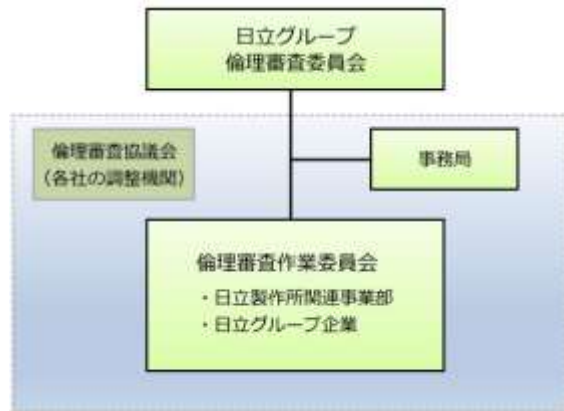 日立グループ
倫理審査委員会
倫理審査協議会
（各社の調整機関）
事務局
倫理審査作業委員会
・日立製作所関連事業部
・日立グループ企業